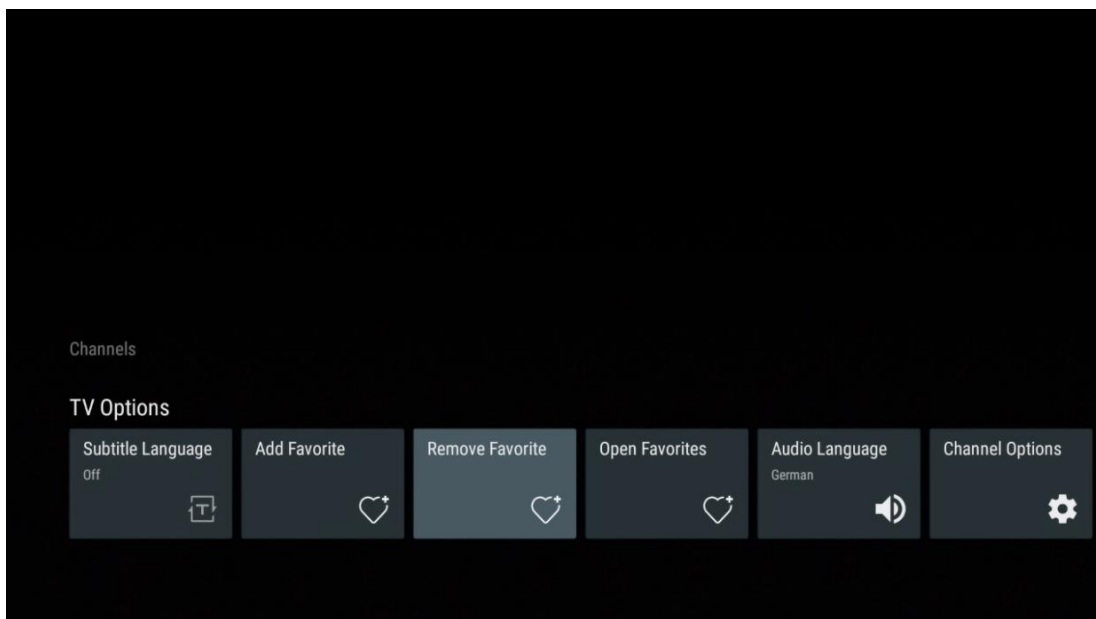 Channels
TV Options
Subtitle Language
Off
Add Favorite
Remove Favorite
Open Favorites
Audio Language
German
Channel Options